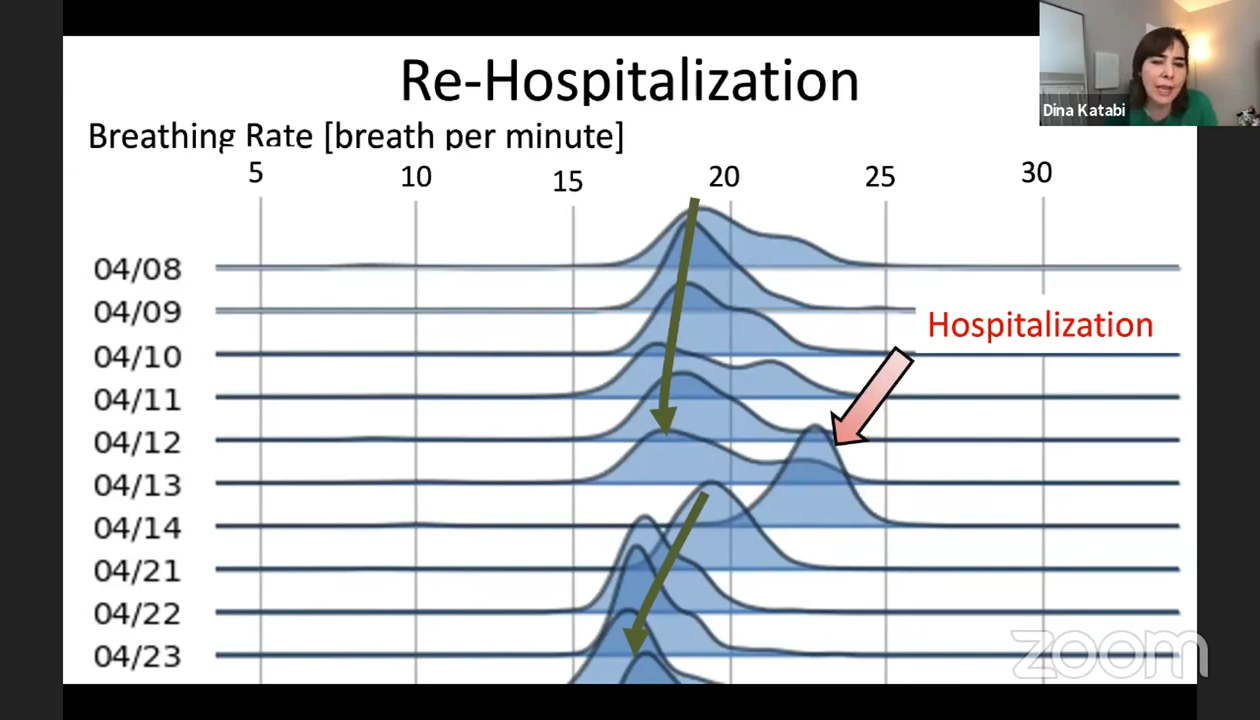 Re-Hospitalization
Dina Katabi
Breathing Rate [breath per minute]
5 10 15 20 25 30
04/08
04/09
Hospitalization
04/10
04/11
04/12
04/13
04/14
04/21
04/22
04/23
zoom